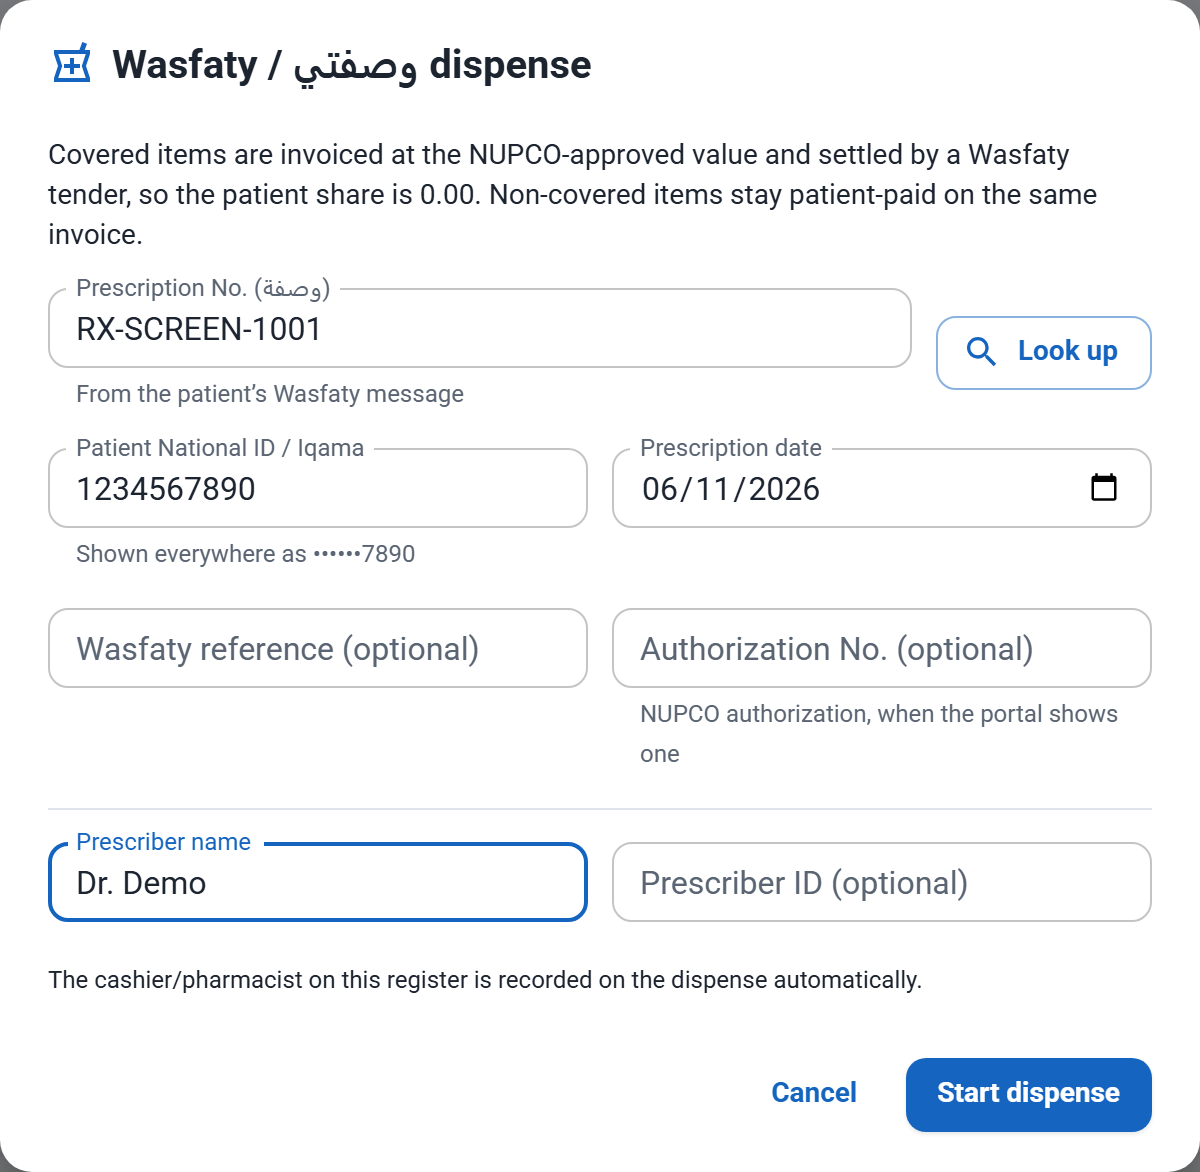 Wasfaty / وصفتي dispense
Covered items are invoiced at the NUPCO-approved value and settled by a Wasfaty
tender, so the patient share is 0.00. Non-covered items stay patient-paid on the same
invoice.
Prescription No. (وصفة)
RX-SCREEN-1001
Look up
From the patient’s Wasfaty message
Patient National ID / Iqama
1234567890
Shown everywhere as ••••••7890
Prescription date
06/11/2026
Wasfaty reference (optional)
Authorization No. (optional)
NUPCO authorization, when the portal shows
one
Prescriber name
Dr. Demo
Prescriber ID (optional)
The cashier/pharmacist on this register is recorded on the dispense automatically.
Cancel
Start dispense